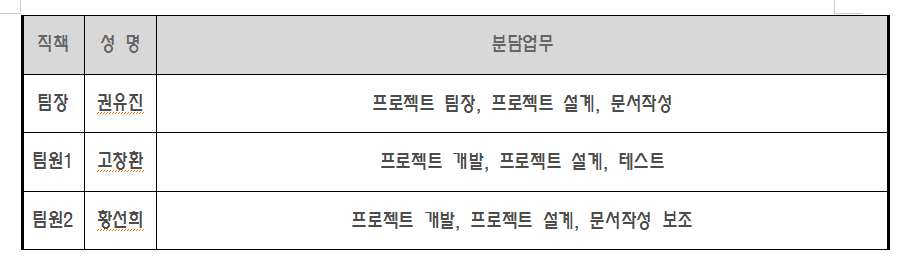 직책 성 명 분담업무
팀장 권유진 프로젝트 팀장, 프로젝트 설계, 문서작성
팀원1 고창환 프로젝트 개발, 프로젝트 설계, 테스트
팀원2 황선희 프로젝트 개발, 프로젝트 설계, 문서작성 보조